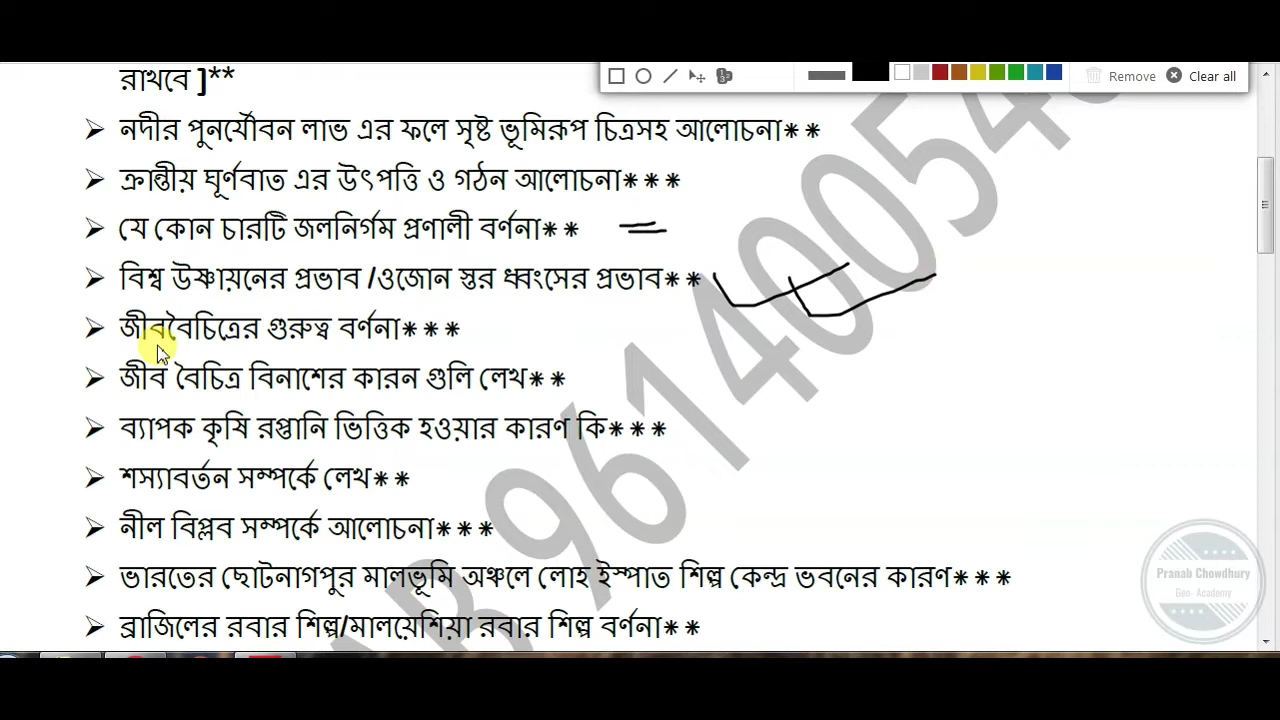 রাখবে ]**
Remove Clear all
➢ নদীর পুনর্যৌবন লাভ এর ফলে সৃষ্ট ভূমিরূপ চিত্রসহ আলোচনা**
➢ ক্রান্তীয় ঘূর্ণবাত এর উৎপত্তি ও গঠন আলোচনা***
➢ যে কোন চারটি জলনির্গম প্রণালী বর্ণনা**
➢ বিশ্ব উষ্ণায়নের প্রভাব /ওজোন স্তর ধ্বংসের প্রভাব**
➢ জীববৈচিত্রের গুরুত্ব বর্ণনা***
➢ জীব বৈচিত্র বিনাশের কারন গুলি লেখ**
➢ ব্যাপক কৃষি রপ্তানি ভিত্তিক হওয়ার কারণ কি***
➢ শস্যাবর্তন সম্পর্কে লেখ**
➢ নীল বিপ্লব সম্পর্কে আলোচনা***
➢ ভারতের ছোটনাগপুর মালভূমি অঞ্চলে লোহ ইস্পাত শিল্প কেন্দ্র ভবনের কারণ***
➢ ব্রাজিলের রবার শিল্প/মালয়েশিয়া রবার শিল্প বর্ণনা**
Pranab Chowdhury
Geo- Academy